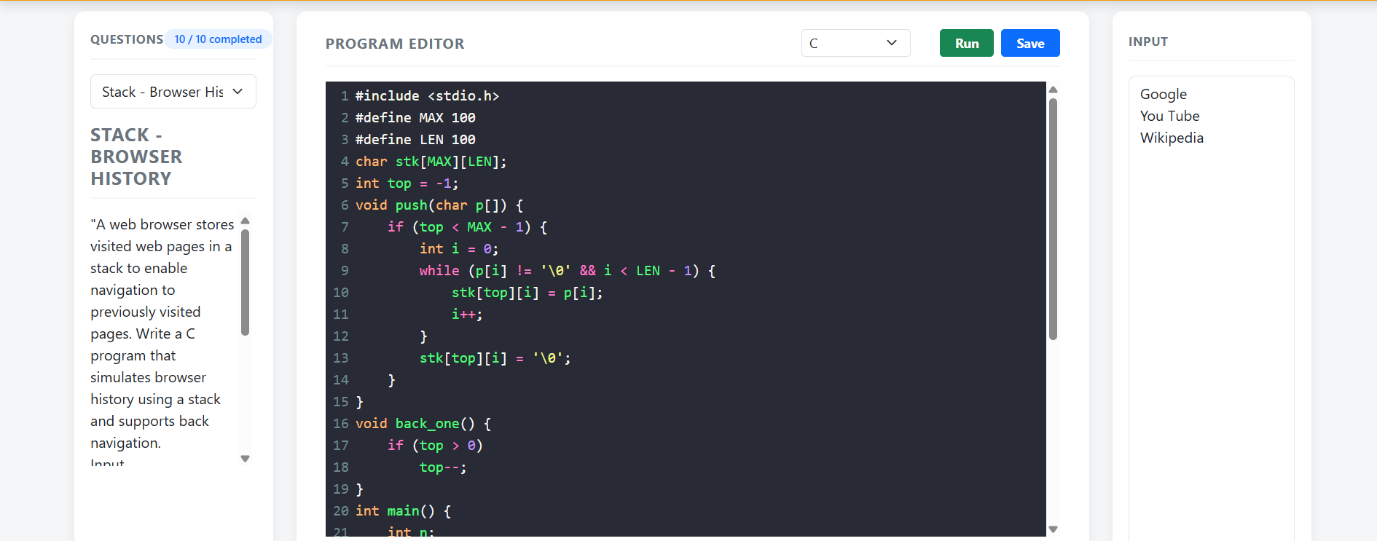 QUESTIONS 10 / 10 completed
Stack - Browser His
STACK -
BROWSER
HISTORY
"A web browser stores
visited web pages in a
stack to enable
navigation to
previously visited
pages. Write a C
program that
simulates browser
history using a stack
and supports back
navigation.
Input
PROGRAM EDITOR
C
Run
Save
1 #include <stdio.h>
2 #define MAX 100
3 #define LEN 100
4 char stk[MAX][LEN];
5 int top = -1;
6 void push(char p[]) {
7     if (top < MAX - 1) {
8         int i = 0;
9         while (p[i] != '\0' && i < LEN - 1) {
10             stk[top][i] = p[i];
11             i++;
12         }
13         stk[top][i] = '\0';
14     }
15 }
16 void back_one() {
17     if (top > 0)
18         top--;
19 }
20 int main() {
21     int n;
INPUT
Google
You Tube
Wikipedia